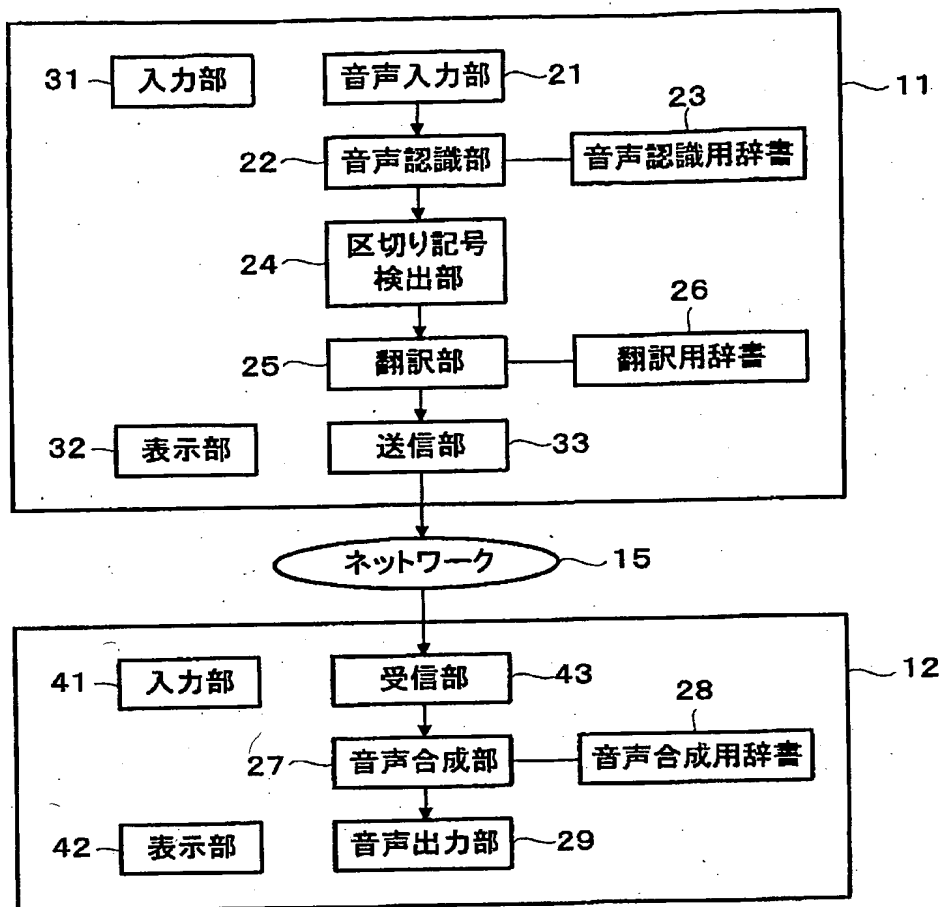 31
入力部
音声入力部
21
11
23
22
音声認識部
音声認識用辞書
24
区切り記号
検出部
26
25
翻訳部
翻訳用辞書
32
表示部
送信部
33
ネットワーク
15
41
入力部
受信部
43
12
28
27
音声合成部
音声合成用辞書
42
表示部
音声出力部
29